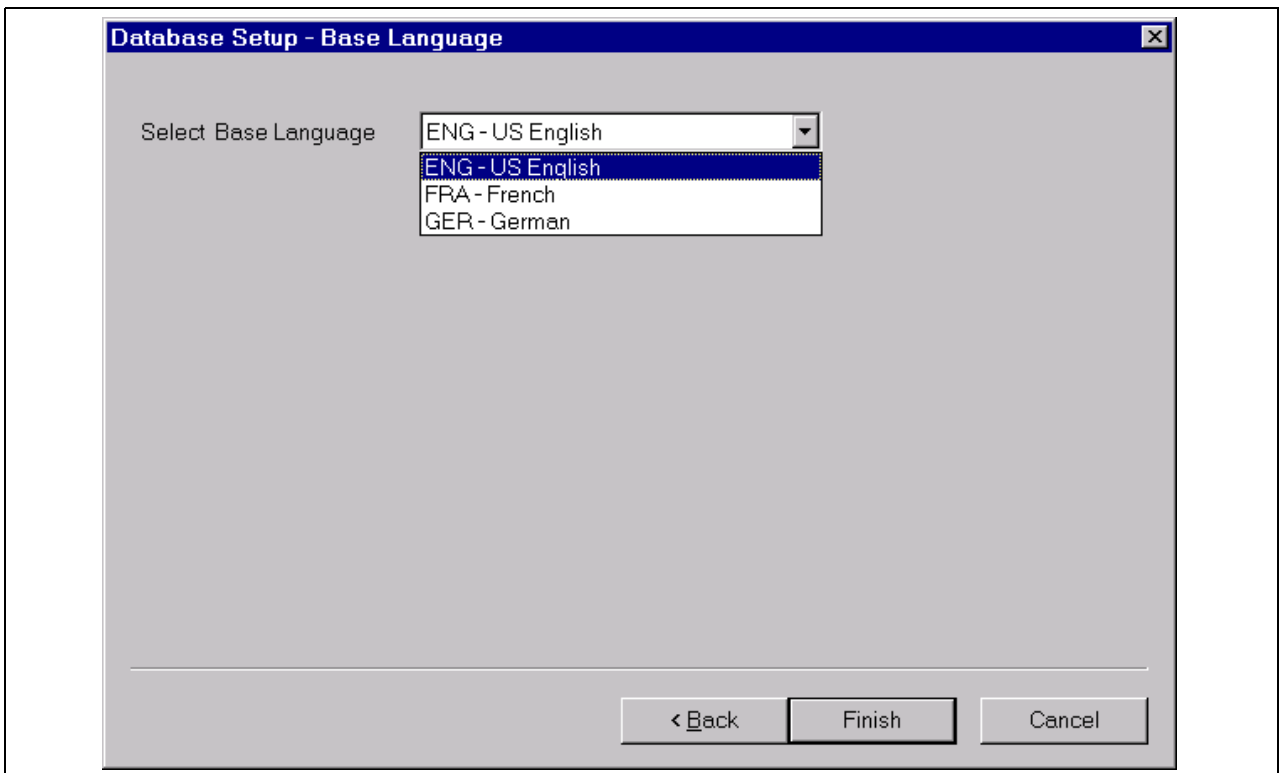 Database Setup - Base Language
Select Base Language
ENG - US English
ENG - US English
FRA - French
GER - German
< Back
Finish
Cancel